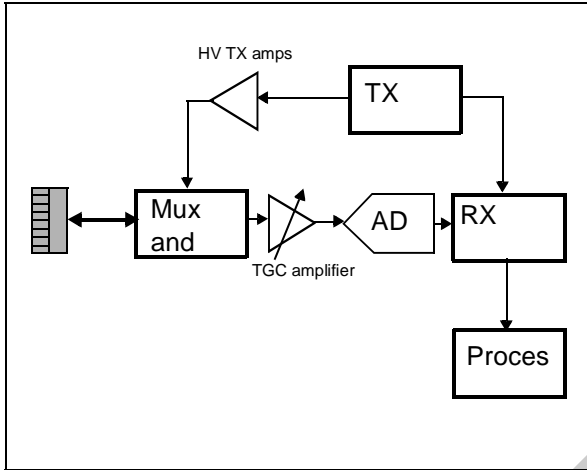 HV TX amps
TX
Mux
and
AD
RX
TGC amplifier
Proces